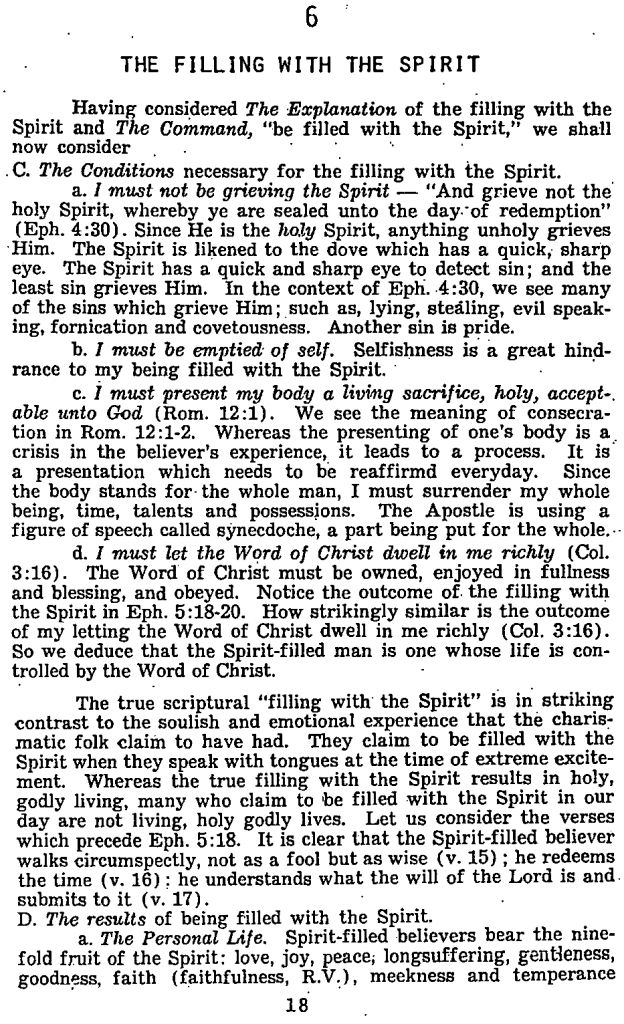 6
THE FILLING WITH THE SPIRIT
Having considered The Explanation of the filling with the
Spirit and The Command, "be filled with the Spirit," we shall
now consider
C. The Conditions necessary for the filling with the Spirit.
a. I must not be grieving the Spirit — "And grieve not the
holy Spirit, whereby ye are sealed unto the day of redemption"
(Eph. 4:30). Since He is the holy Spirit, anything unholy grieves
Him. The Spirit is likened to the dove which has a quick, sharp
eye. The Spirit has a quick and sharp eye to detect sin; and the
least sin grieves Him. In the context of Eph. 4:30, we see many
of the sins which grieve Him; such as, lying, stealing, evil speak-
ing, fornication and covetousness. Another sin is pride.
b. I must be emptied of self. Selfishness is a great hind-
rance to my being filled with the Spirit.
c. I must present my body a living sacrifice, holy, accept-
able unto God (Rom. 12:1). We see the meaning of consecra-
tion in Rom. 12:1-2. Whereas the presenting of one's body is a
crisis in the believer's experience, it leads to a process. It is
a presentation which needs to be reaffirmd everyday. Since
the body stands for the whole man, I must surrender my whole
being, time, talents and possessions. The Apostle is using a
figure of speech called synecdoche, a part being put for the whole.
d. I must let the Word of Christ dwell in me richly (Col.
3:16). The Word of Christ must be owned, enjoyed in fullness
and blessing, and obeyed. Notice the outcome of the filling with
the Spirit in Eph. 5:18-20. How strikingly similar is the outcome
of my letting the Word of Christ dwell in me richly (Col. 3:16).
So we deduce that the Spirit-filled man is one whose life is con-
trolled by the Word of Christ.
The true scriptural "filling with the Spirit" is in striking
contrast to the soulish and emotional experience that the charis-
matic folk claim to have had. They claim to be filled with the
Spirit when they speak with tongues at the time of extreme excite-
ment. Whereas the true filling with the Spirit results in holy,
godly living, many who claim to be filled with the Spirit in our
day are not living, holy godly lives. Let us consider the verses
which precede Eph. 5:18. It is clear that the Spirit-filled believer
walks circumspectly, not as a fool but as wise (v. 15); he redeems
the time (v. 16); he understands what the will of the Lord is and
submits to it (v. 17).
D. The results of being filled with the Spirit.
a. The Personal Life. Spirit-filled believers bear the nine-
fold fruit of the Spirit: love, joy, peace, longsuffering, gentleness,
goodness, faith (faithfulness, R.V.), meekness and temperance
18